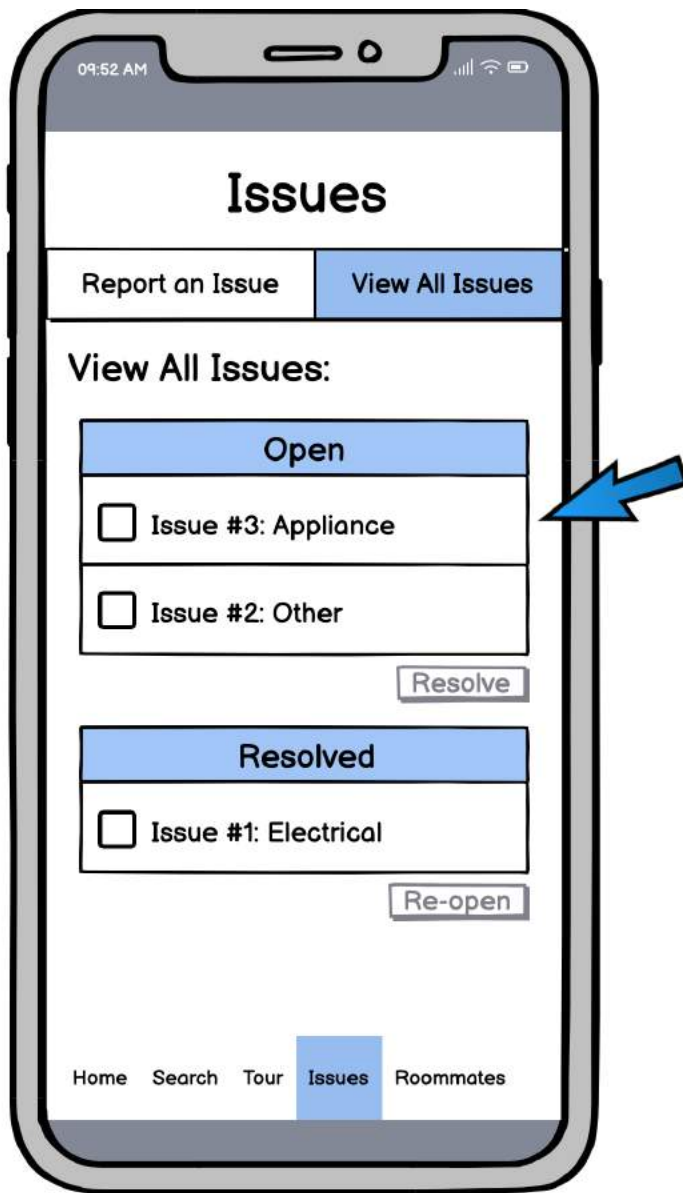 09:52 AM
Issues
Report an Issue View All Issues
View All Issues:
Open
Issue #3: Appliance
Issue #2: Other
Resolve
Resolved
Issue #1: Electrical
Re-open
Home Search Tour Issues Roommates